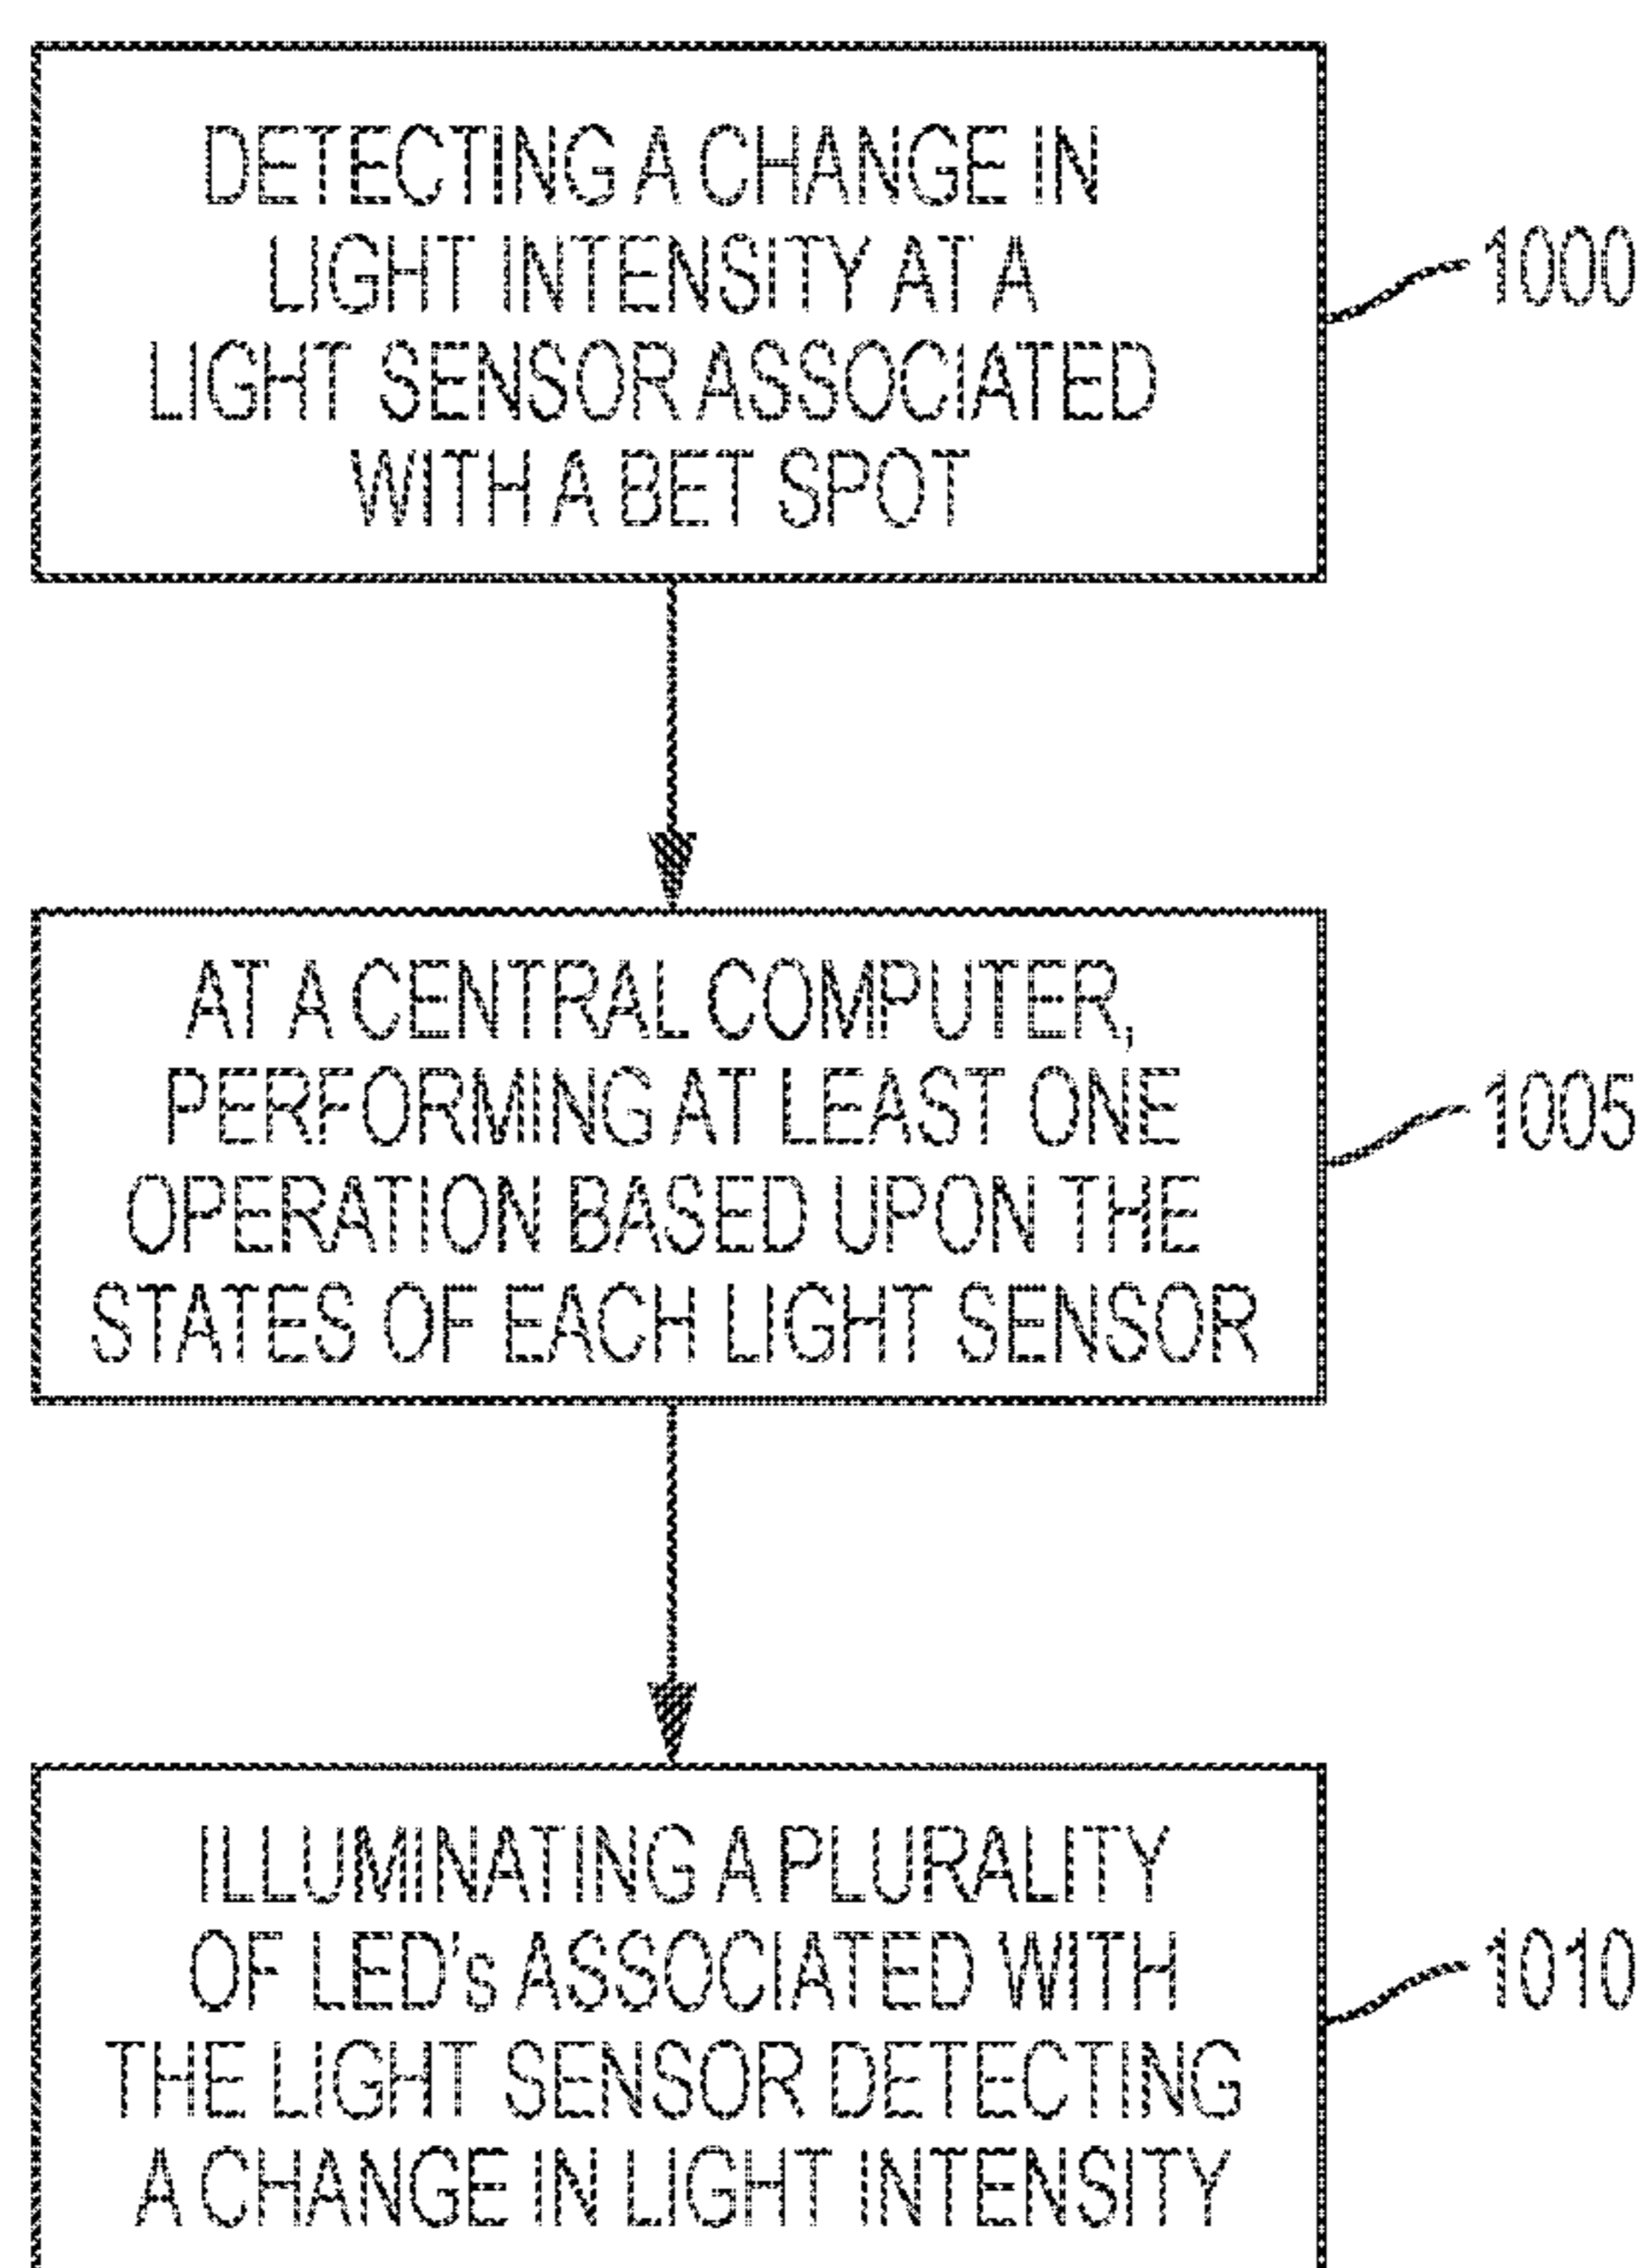 DETECTING A CHANGE IN
LIGHT INTENSITY AT A
LIGHT SENSOR ASSOCIATED
WITH A BET SPOT
1000
AT A CENTRAL COMPUTER,
PERFORMING AT LEAST ONE
OPERATION BASED UPON THE
STATES OF EACH LIGHT SENSOR
1005
ILLUMINATING A PLURALITY
OF LED's ASSOCIATED WITH
THE LIGHT SENSOR DETECTING
A CHANGE IN LIGHT INTENSITY
1010